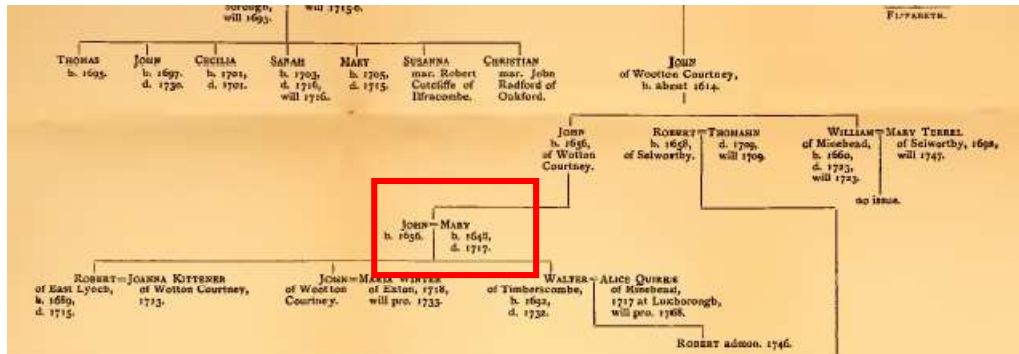 borough,
will 1693.
will 1715-6.
ELIZABETH.
THOMAS
b. 1695.
JOHN
b. 1697.
d. 1730.
CECILIA
b. 1701,
d. 1701.
SARAH
b. 1703,
d. 1716,
will 1716.
MARY
b. 1705,
d. 1715.
SUSANNA
mar. Robert
Cutcliffe of
Ilfracombe.
CHRISTIAN
mar. John
Radford of
Oakford.
JOHN
of Wootton Courtney,
b. about 1614.
JOHN
b. 1656,
of Wotton
Courtney.
ROBERT=THOMASIN
b. 1658,
of Selworthy.
d. 1709,
will 1709.
WILLIAM=MARY TERREL
of Minehead,
b. 1660,
d. 1723,
will 1723.
of Selworthy, 1692,
will 1747.
no issue.
JOHN=MARY
b. 1656.
b. 1648,
d. 1717.
ROBERT=JOANNA KITTENER
of East Lynch,
b. 1689,
d. 1715.
of Wotton Courtney,
1713.
JOHN=MARIA WINTER
of Wootton
Courtney.
of Exton, 1718,
will pro. 1733.
WALTER=ALICE QUIRKE
of Timberscombe,
b. 1692,
d. 1732.
of Minehead,
1717 at Luxborough,
will pro. 1768.
ROBERT admon. 1746.